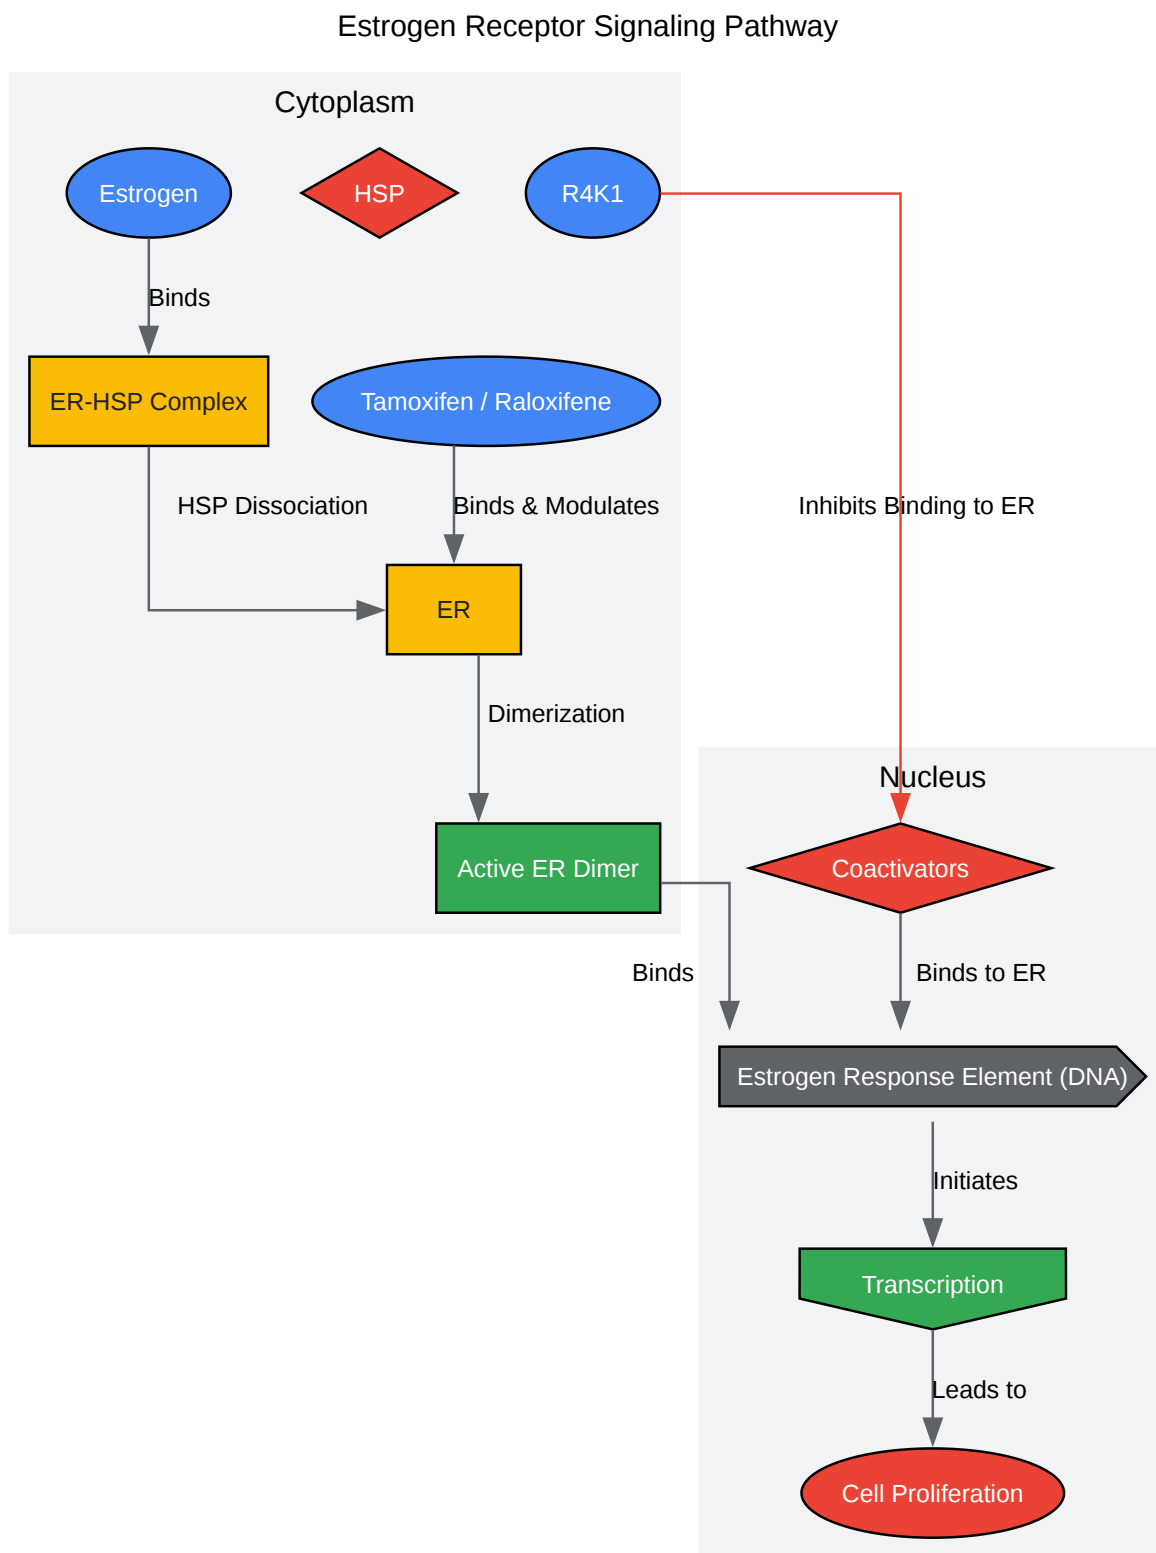 Estrogen Receptor Signaling Pathway
Cytoplasm
Estrogen
HSP
R4K1
Binds
ER-HSP Complex
Tamoxifen / Raloxifene
HSP Dissociation
Binds & Modulates
Inhibits Binding to ER
ER
Dimerization
Nucleus
Active ER Dimer
Coactivators
Binds
Binds to ER
Estrogen Response Element (DNA)
Initiates
Transcription
Leads to
Cell Proliferation